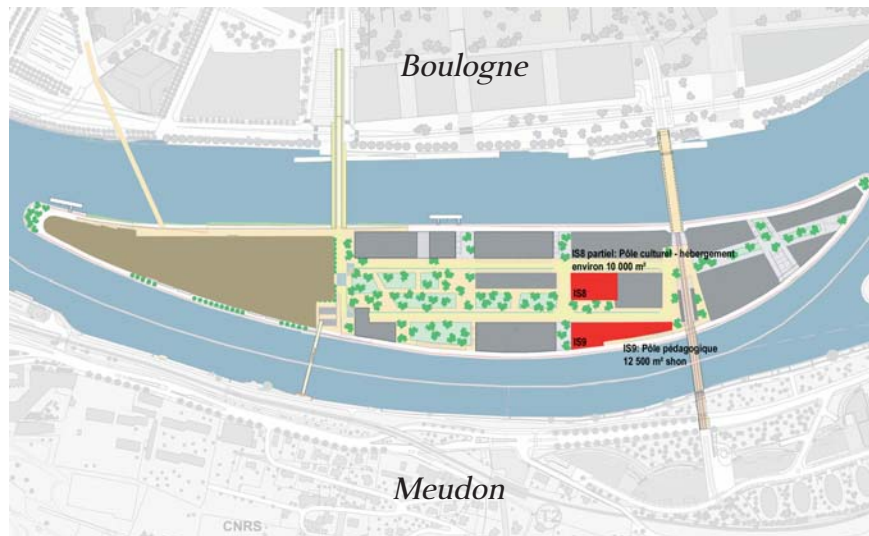 Boulogne
IS8 partiel: Pôle culturel - hébergement
environ 10 000 m²
IS8
IS9
IS9: Pôle pédagogique
12 500 m² shon
Meudon
CNRS
T2